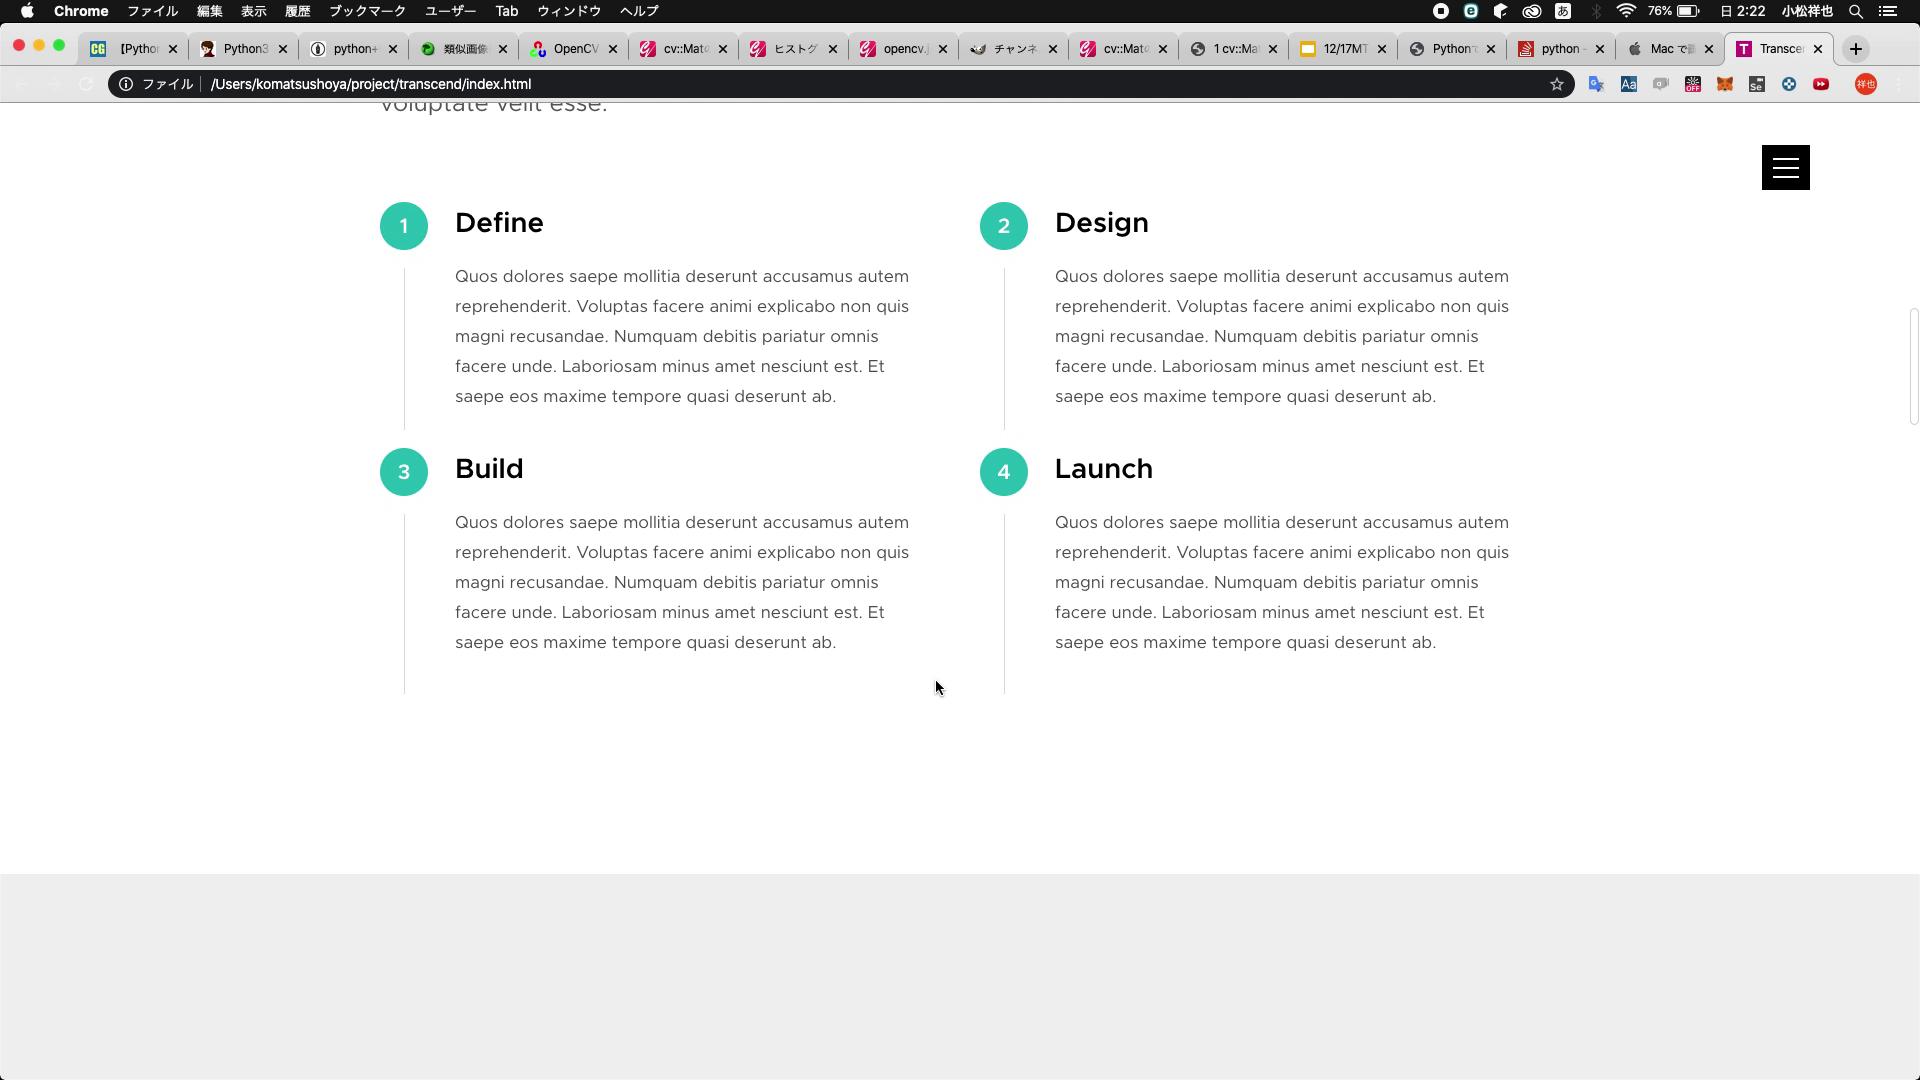 Chrome ファイル 編集 表示 履歴 ブックマーク ユーザー Tab ウィンドウ ヘルプ あ 76% 日 2:22 小松祥也
【Pytho Python3 python+ 類似画像 OpenCV cv::Mat ヒストグ opencv. チャンネ cv::Mat 1 cv::Ma 12/17MT Python python - Mac で Transce
ファイル /Users/komatsushoya/project/transcend/index.html Aa OFF Se 祥也
voluptate velit esse.
1 Define
Quos dolores saepe mollitia deserunt accusamus autem
reprehenderit. Voluptas facere animi explicabo non quis
magni recusandae. Numquam debitis pariatur omnis
facere unde. Laboriosam minus amet nesciunt est. Et
saepe eos maxime tempore quasi deserunt ab.
2 Design
Quos dolores saepe mollitia deserunt accusamus autem
reprehenderit. Voluptas facere animi explicabo non quis
magni recusandae. Numquam debitis pariatur omnis
facere unde. Laboriosam minus amet nesciunt est. Et
saepe eos maxime tempore quasi deserunt ab.
3 Build
Quos dolores saepe mollitia deserunt accusamus autem
reprehenderit. Voluptas facere animi explicabo non quis
magni recusandae. Numquam debitis pariatur omnis
facere unde. Laboriosam minus amet nesciunt est. Et
saepe eos maxime tempore quasi deserunt ab.
4 Launch
Quos dolores saepe mollitia deserunt accusamus autem
reprehenderit. Voluptas facere animi explicabo non quis
magni recusandae. Numquam debitis pariatur omnis
facere unde. Laboriosam minus amet nesciunt est. Et
saepe eos maxime tempore quasi deserunt ab.